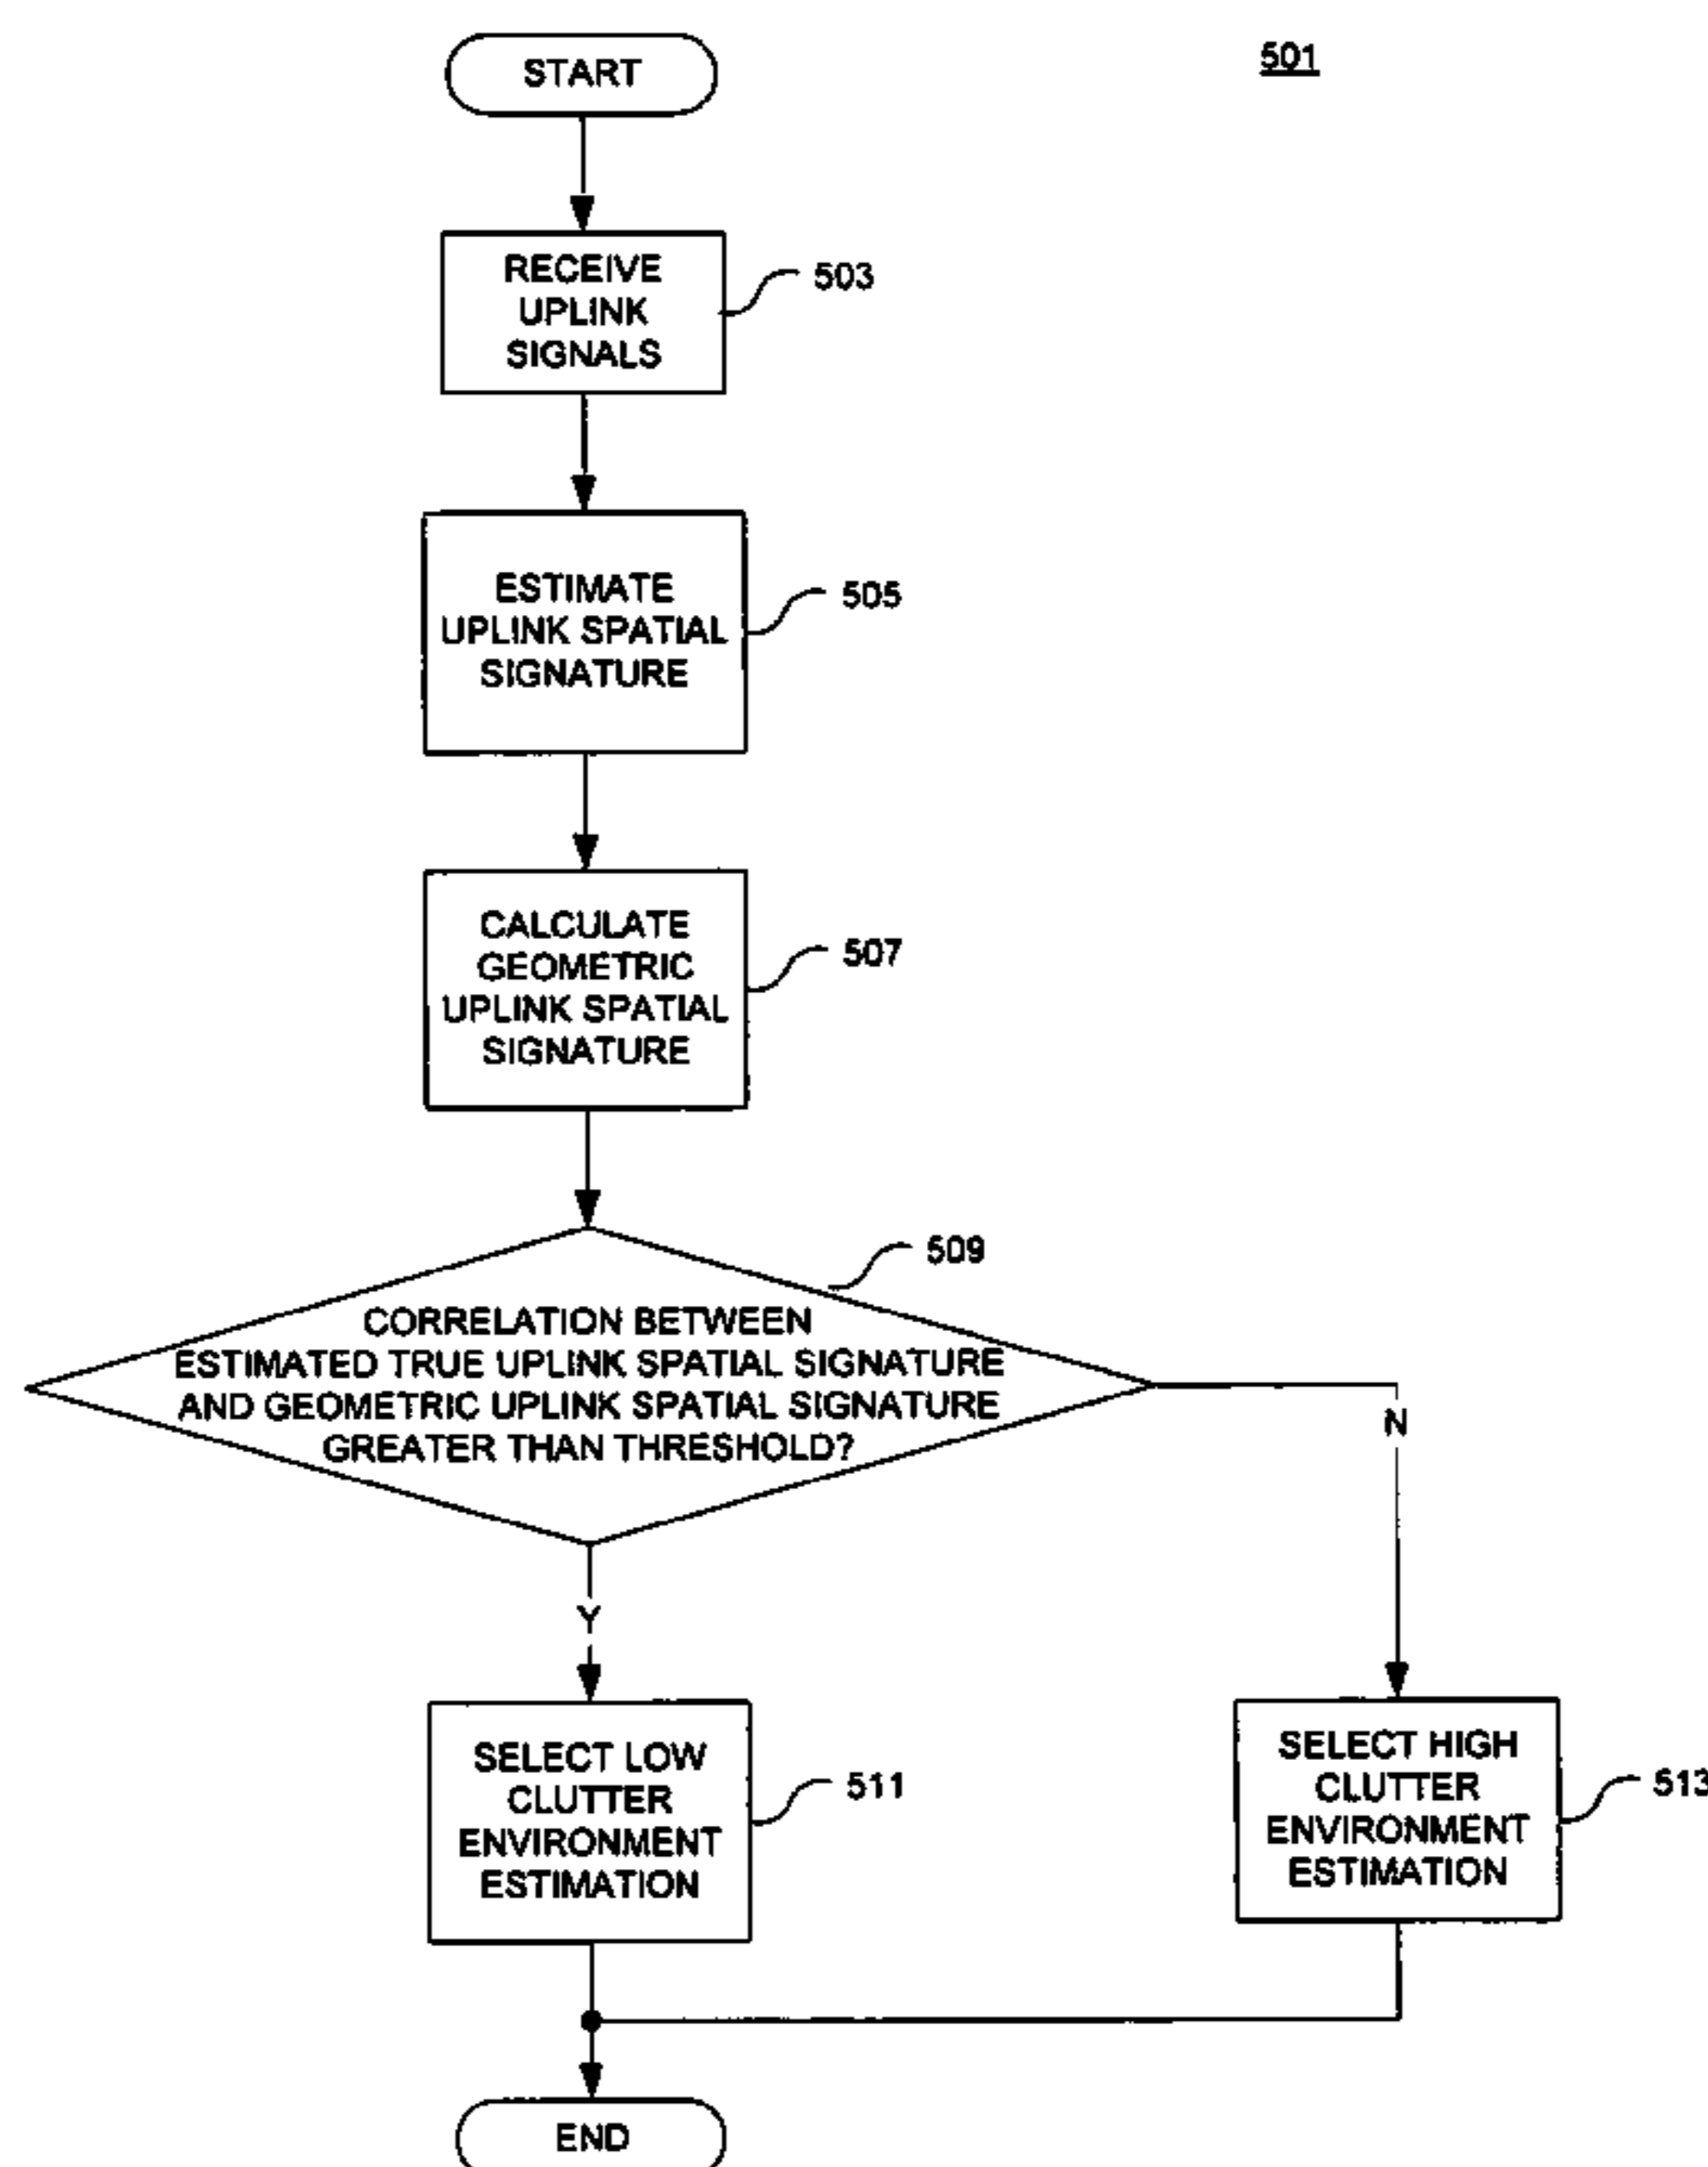 START
501
RECEIVE
UPLINK
SIGNALS
503
ESTIMATE
UPLINK SPATIAL
SIGNATURE
505
CALCULATE
GEOMETRIC
UPLINK SPATIAL
SIGNATURE
507
509
CORRELATION BETWEEN
ESTIMATED TRUE UPLINK SPATIAL SIGNATURE
AND GEOMETRIC UPLINK SPATIAL SIGNATURE
GREATER THAN THRESHOLD?
N
Y
SELECT LOW
CLUTTER
ENVIRONMENT
ESTIMATION
511
SELECT HIGH
CLUTTER
ENVIRONMENT
ESTIMATION
513
END